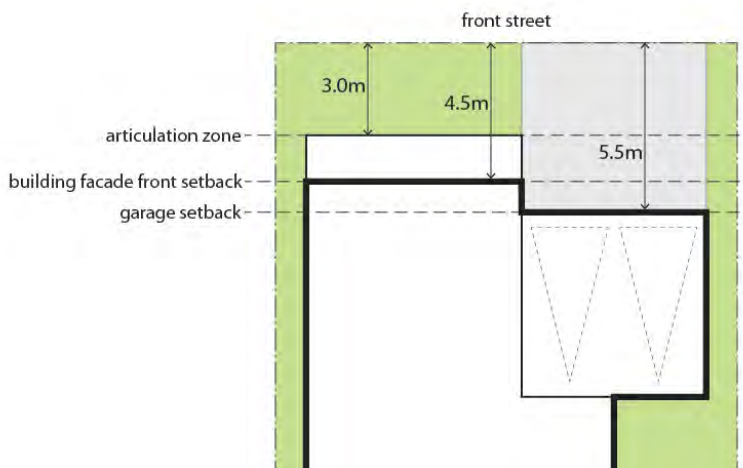 front street
3.0m
4.5m
articulation zone
5.5m
building facade front setback
garage setback